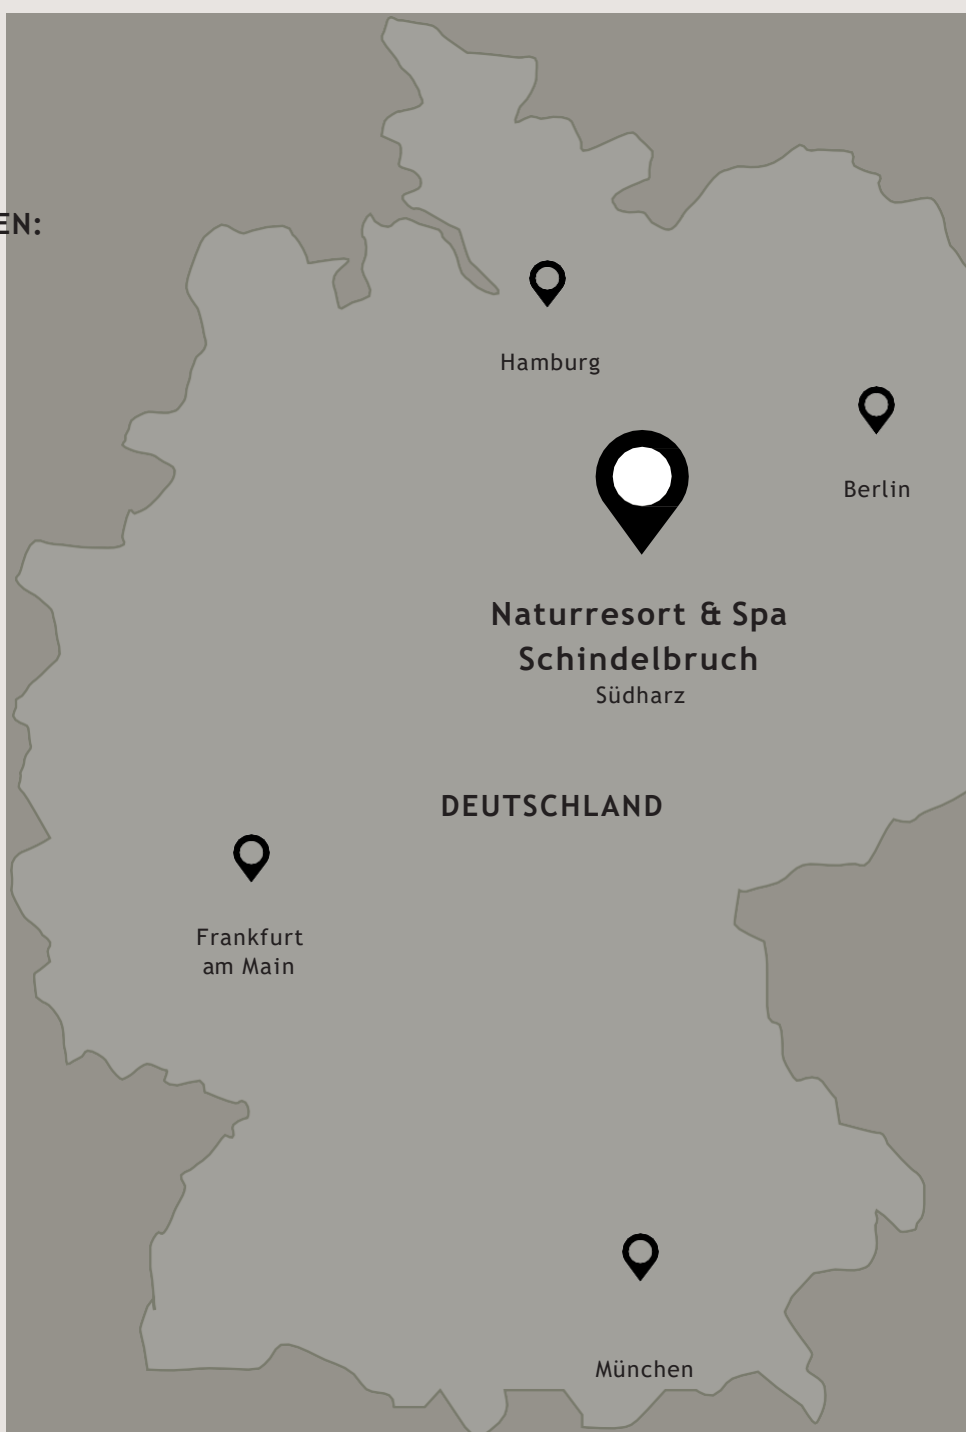 EN:
Hamburg
Berlin
Naturresort & Spa
Schindelbruch
Südharz
DEUTSCHLAND
Frankfurt
am Main
München